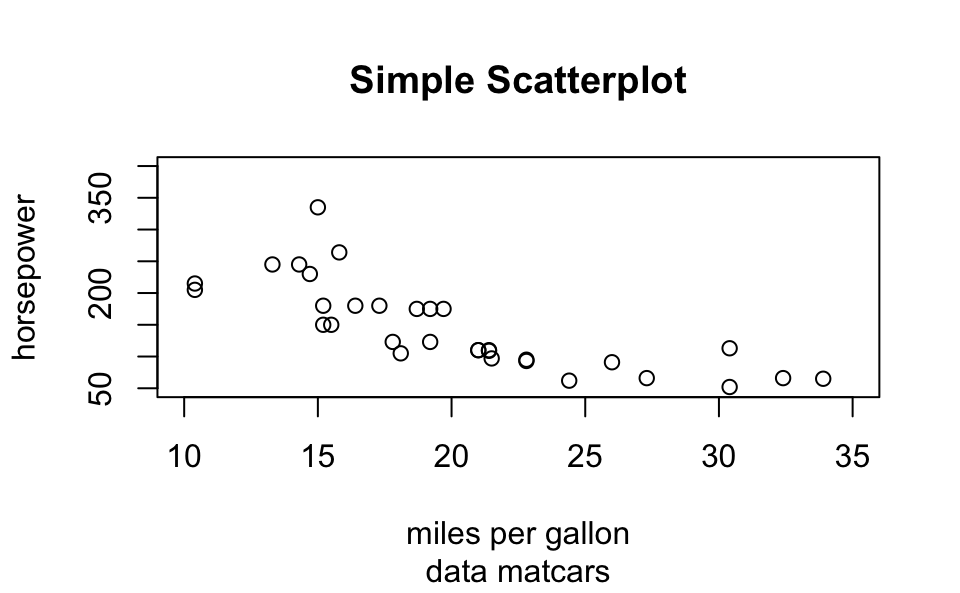 Simple Scatterplot
horsepower
350
200
50
10 15 20 25 30 35
miles per gallon
data matcars